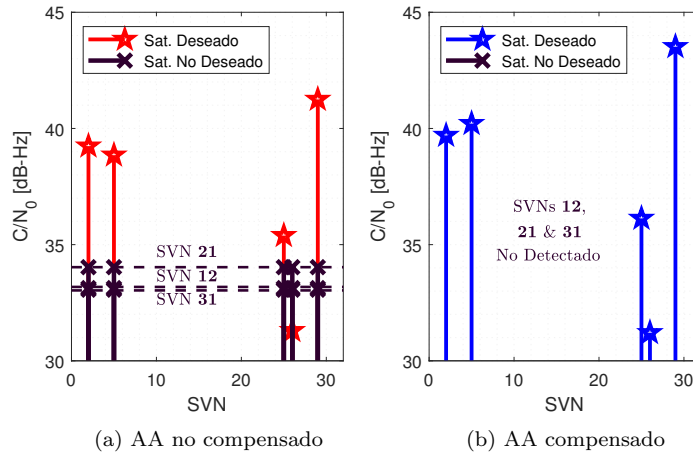 45
40
35
30
C/N0 [dB-Hz]
Sat. Deseado
Sat. No Deseado
SVN 21
SVN 12
SVN 31
0 10 20 30
SVN
(a) AA no compensado
45
40
35
30
C/N0 [dB-Hz]
Sat. Deseado
Sat. No Deseado
SVNs 12,
21 & 31
No Detectado
0 10 20 30
SVN
(b) AA compensado